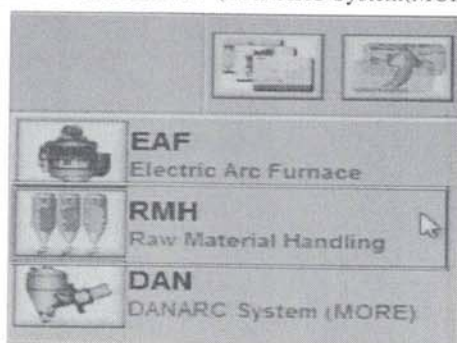 EAF
Electric Arc Furnace
RMH
Raw Material Handling
DAN
DANARC System (MORE)